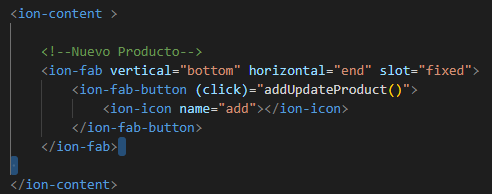 <ion-content >
<!--Nuevo Producto-->
<ion-fab vertical="bottom" horizontal="end" slot="fixed">
<ion-fab-button (click)="addUpdateProduct()">
<ion-icon name="add"></ion-icon>
</ion-fab-button>
</ion-fab>
</ion-content>